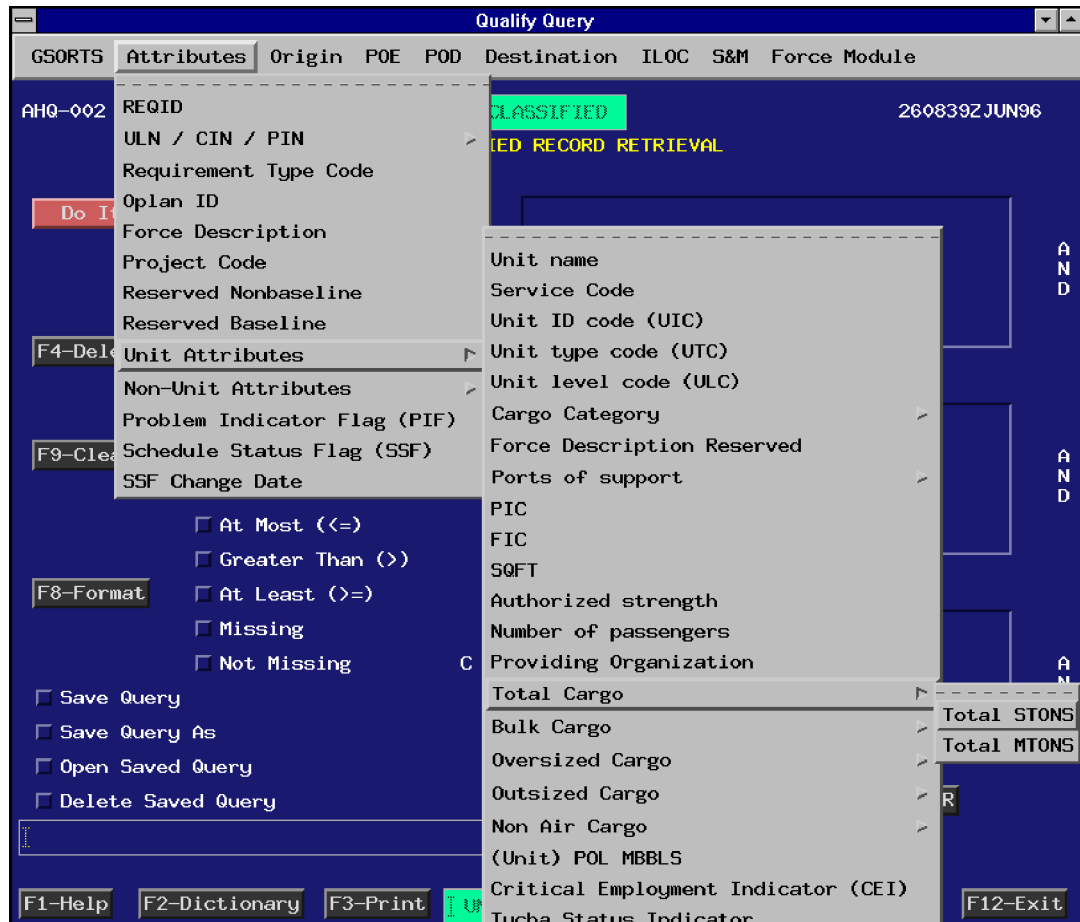 Qualify Query
GSORTS Attributes Origin POE POD Destination ILOC S&M Force Module
AHQ-002
260839ZJUN96
RECORD RETRIEVAL
REQID
ULN / CIN / PIN
Requirement Type Code
Oplan ID
Force Description
Project Code
Reserved Nonbaseline
Reserved Baseline
Unit Attributes
Non-Unit Attributes
Problem Indicator Flag (PIF)
Schedule Status Flag (SSF)
SSF Change Date
Unit name
Service Code
Unit ID code (UIC)
Unit type code (UTC)
Unit level code (ULC)
Cargo Category
Force Description Reserved
Ports of support
PIC
FIC
SQFT
Authorized strength
Number of passengers
Providing Organization
Total Cargo
Bulk Cargo
Oversized Cargo
Outsized Cargo
Non Air Cargo
(Unit) POL MBBLS
Critical Employment Indicator (CEI)
Tucha Status Indicator
Total STONS
Total MTONS
Do
AND
AND
A
F8-Format
At Most (<=)
Greater Than (>)
At Least (>=)
Missing
Not Missing C
Save Query
Save Query As
Open Saved Query
Delete Saved Query
R
F1-Help F2-Dictionary F3-Print F12-Exit